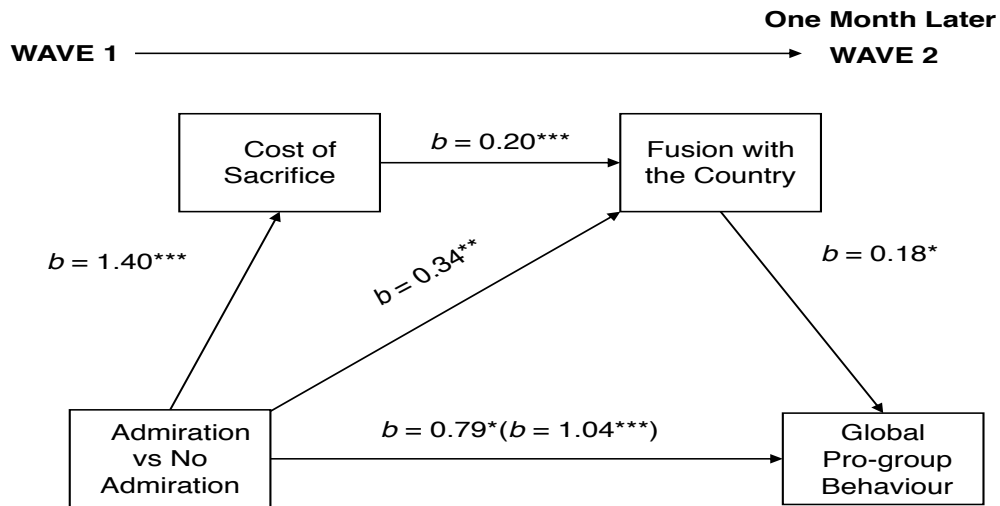 One Month Later
WAVE 1
WAVE 2
Cost of
Sacrifice
b = 0.20***
Fusion with
the Country
b = 1.40***
b = 0.34**
b = 0.18*
Admiration
vs No
Admiration
b = 0.79*(b = 1.04***)
Global
Pro-group
Behaviour